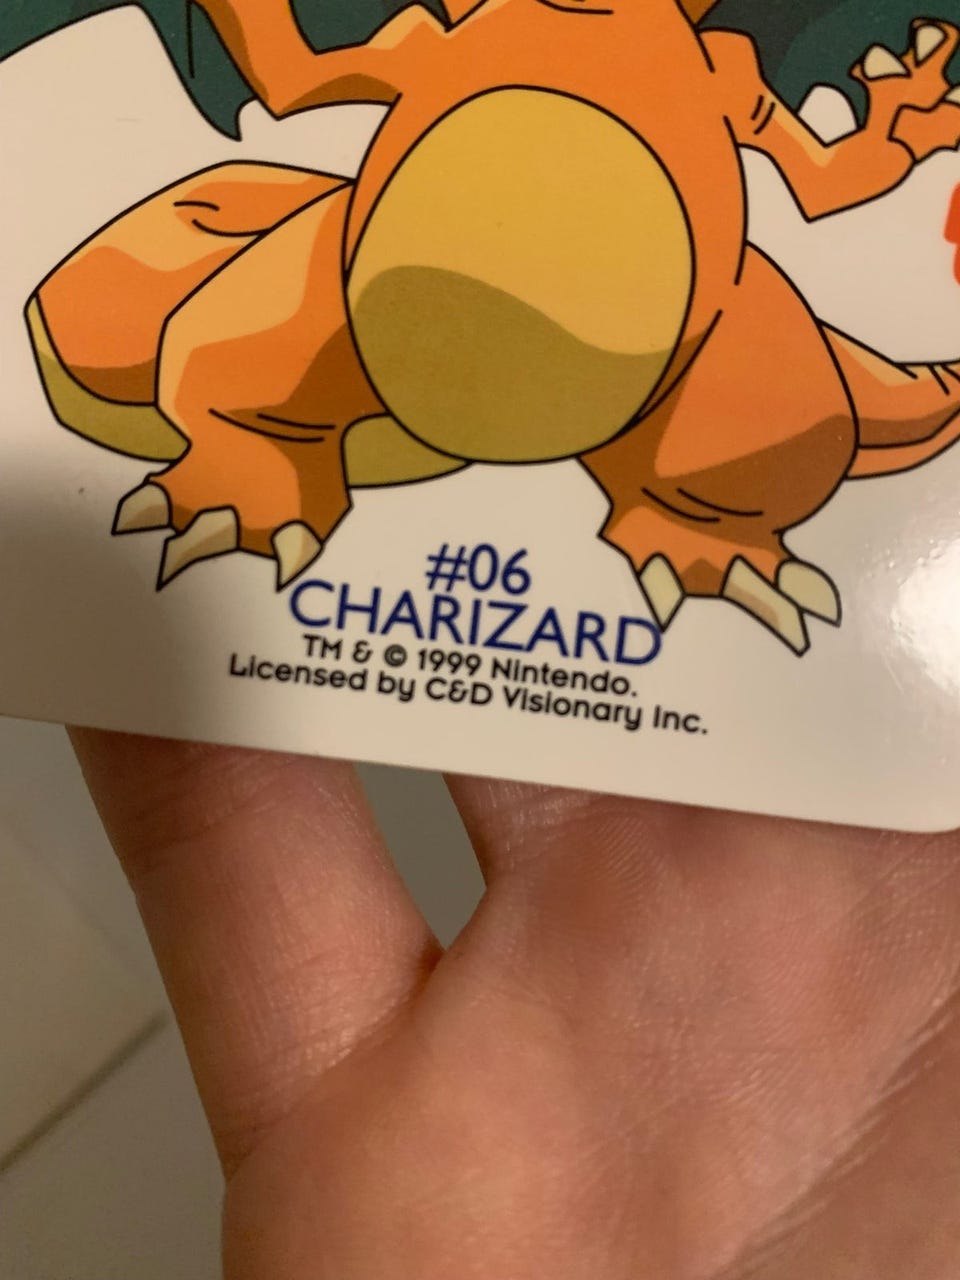 #06
CHARIZARD
TM & © 1999 Nintendo.
Licensed by C&D Visionary Inc.